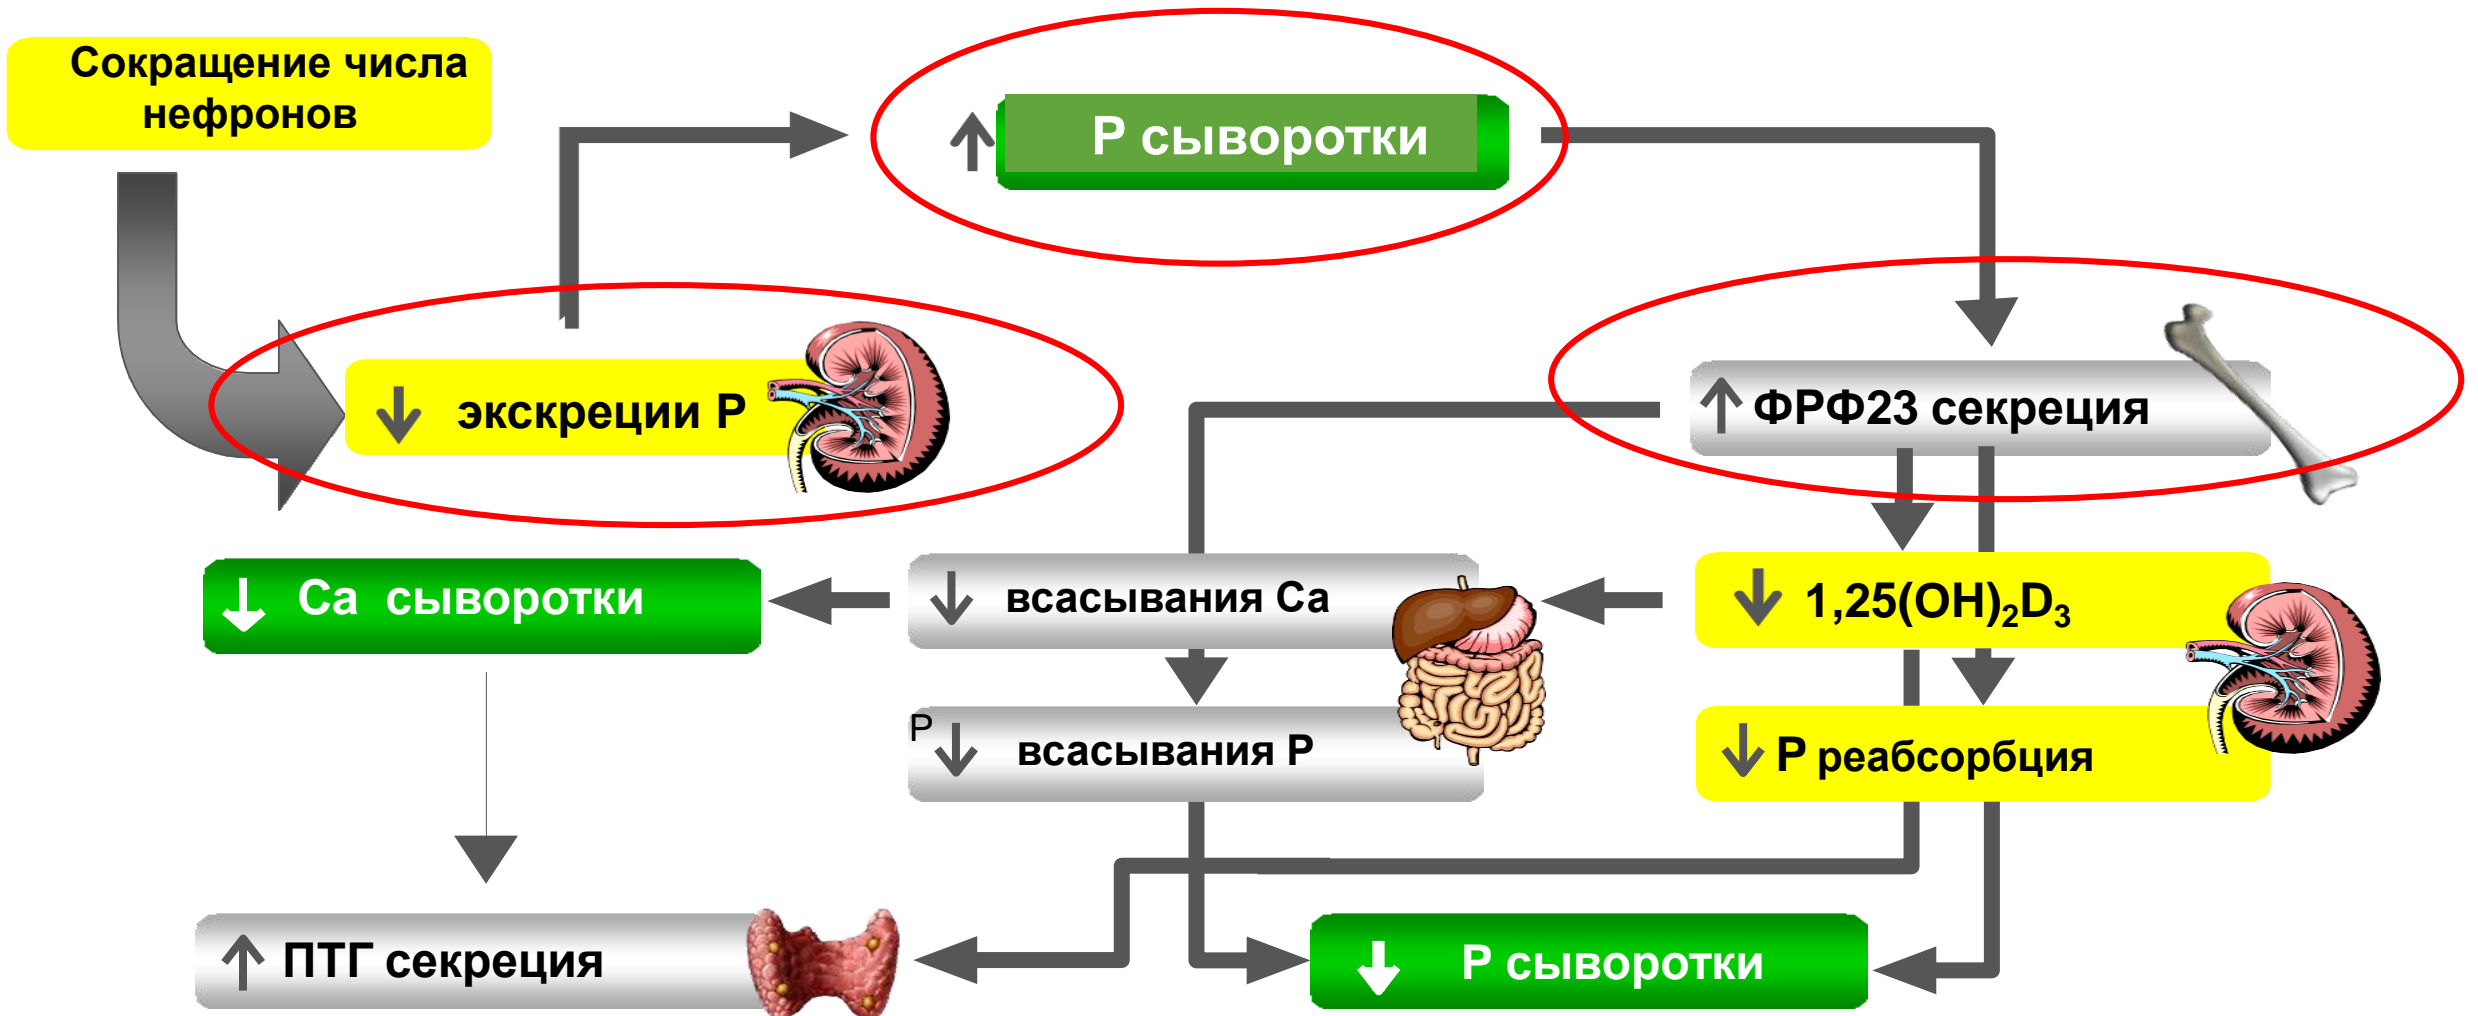 Сокращение числа
нефронов
↑ Р сыворотки
↓ экскреции Р
↑ ФРФ23 секреция
↓ Са сыворотки
↓ всасывания Са
↓ 1,25(OH)₂D₃
Р
↓ всасывания Р
↓ Р реабсорбция
↑ ПТГ секреция
↓ Р сыворотки